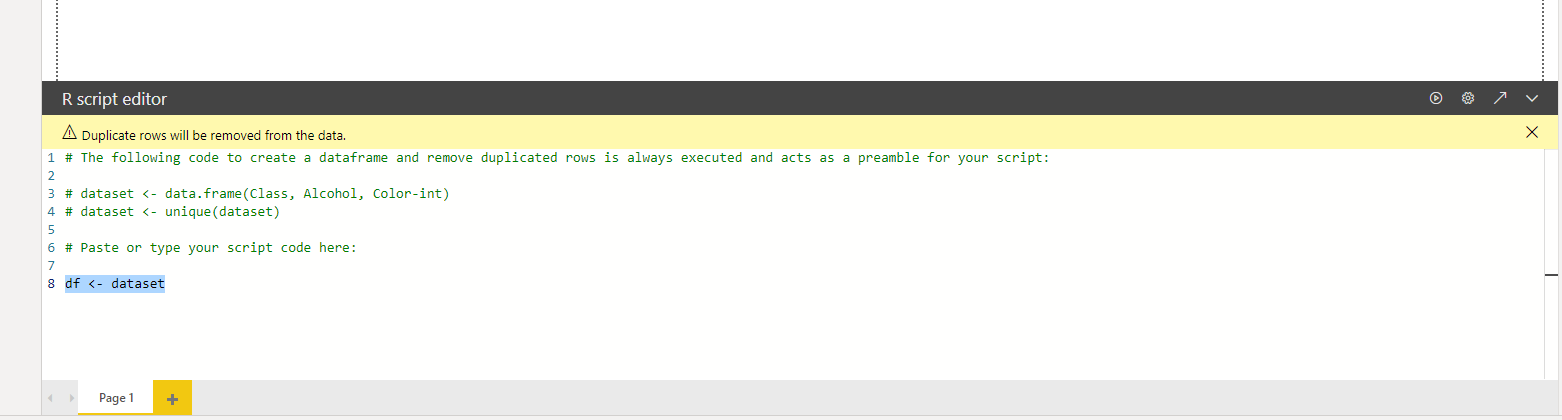 R script editor
Duplicate rows will be removed from the data.
1 # The following code to create a dataframe and remove duplicated rows is always executed and acts as a preamble for your script:
2
3 # dataset <- data.frame(Class, Alcohol, Color-int)
4 # dataset <- unique(dataset)
5
6 # Paste or type your script code here:
7
8 df <- dataset
Page 1
+